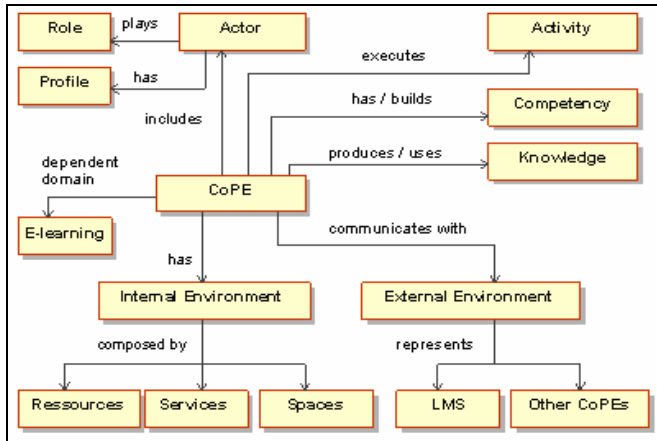 Role
plays
Actor
Activity
executes
Profile
has
has / builds
Competency
includes
produces / uses
Knowledge
dependent
domain
CoPE
E-learning
communicates with
has
Internal Environment
External Environment
composed by
represents
Ressources
Services
Spaces
LMS
Other CoPEs